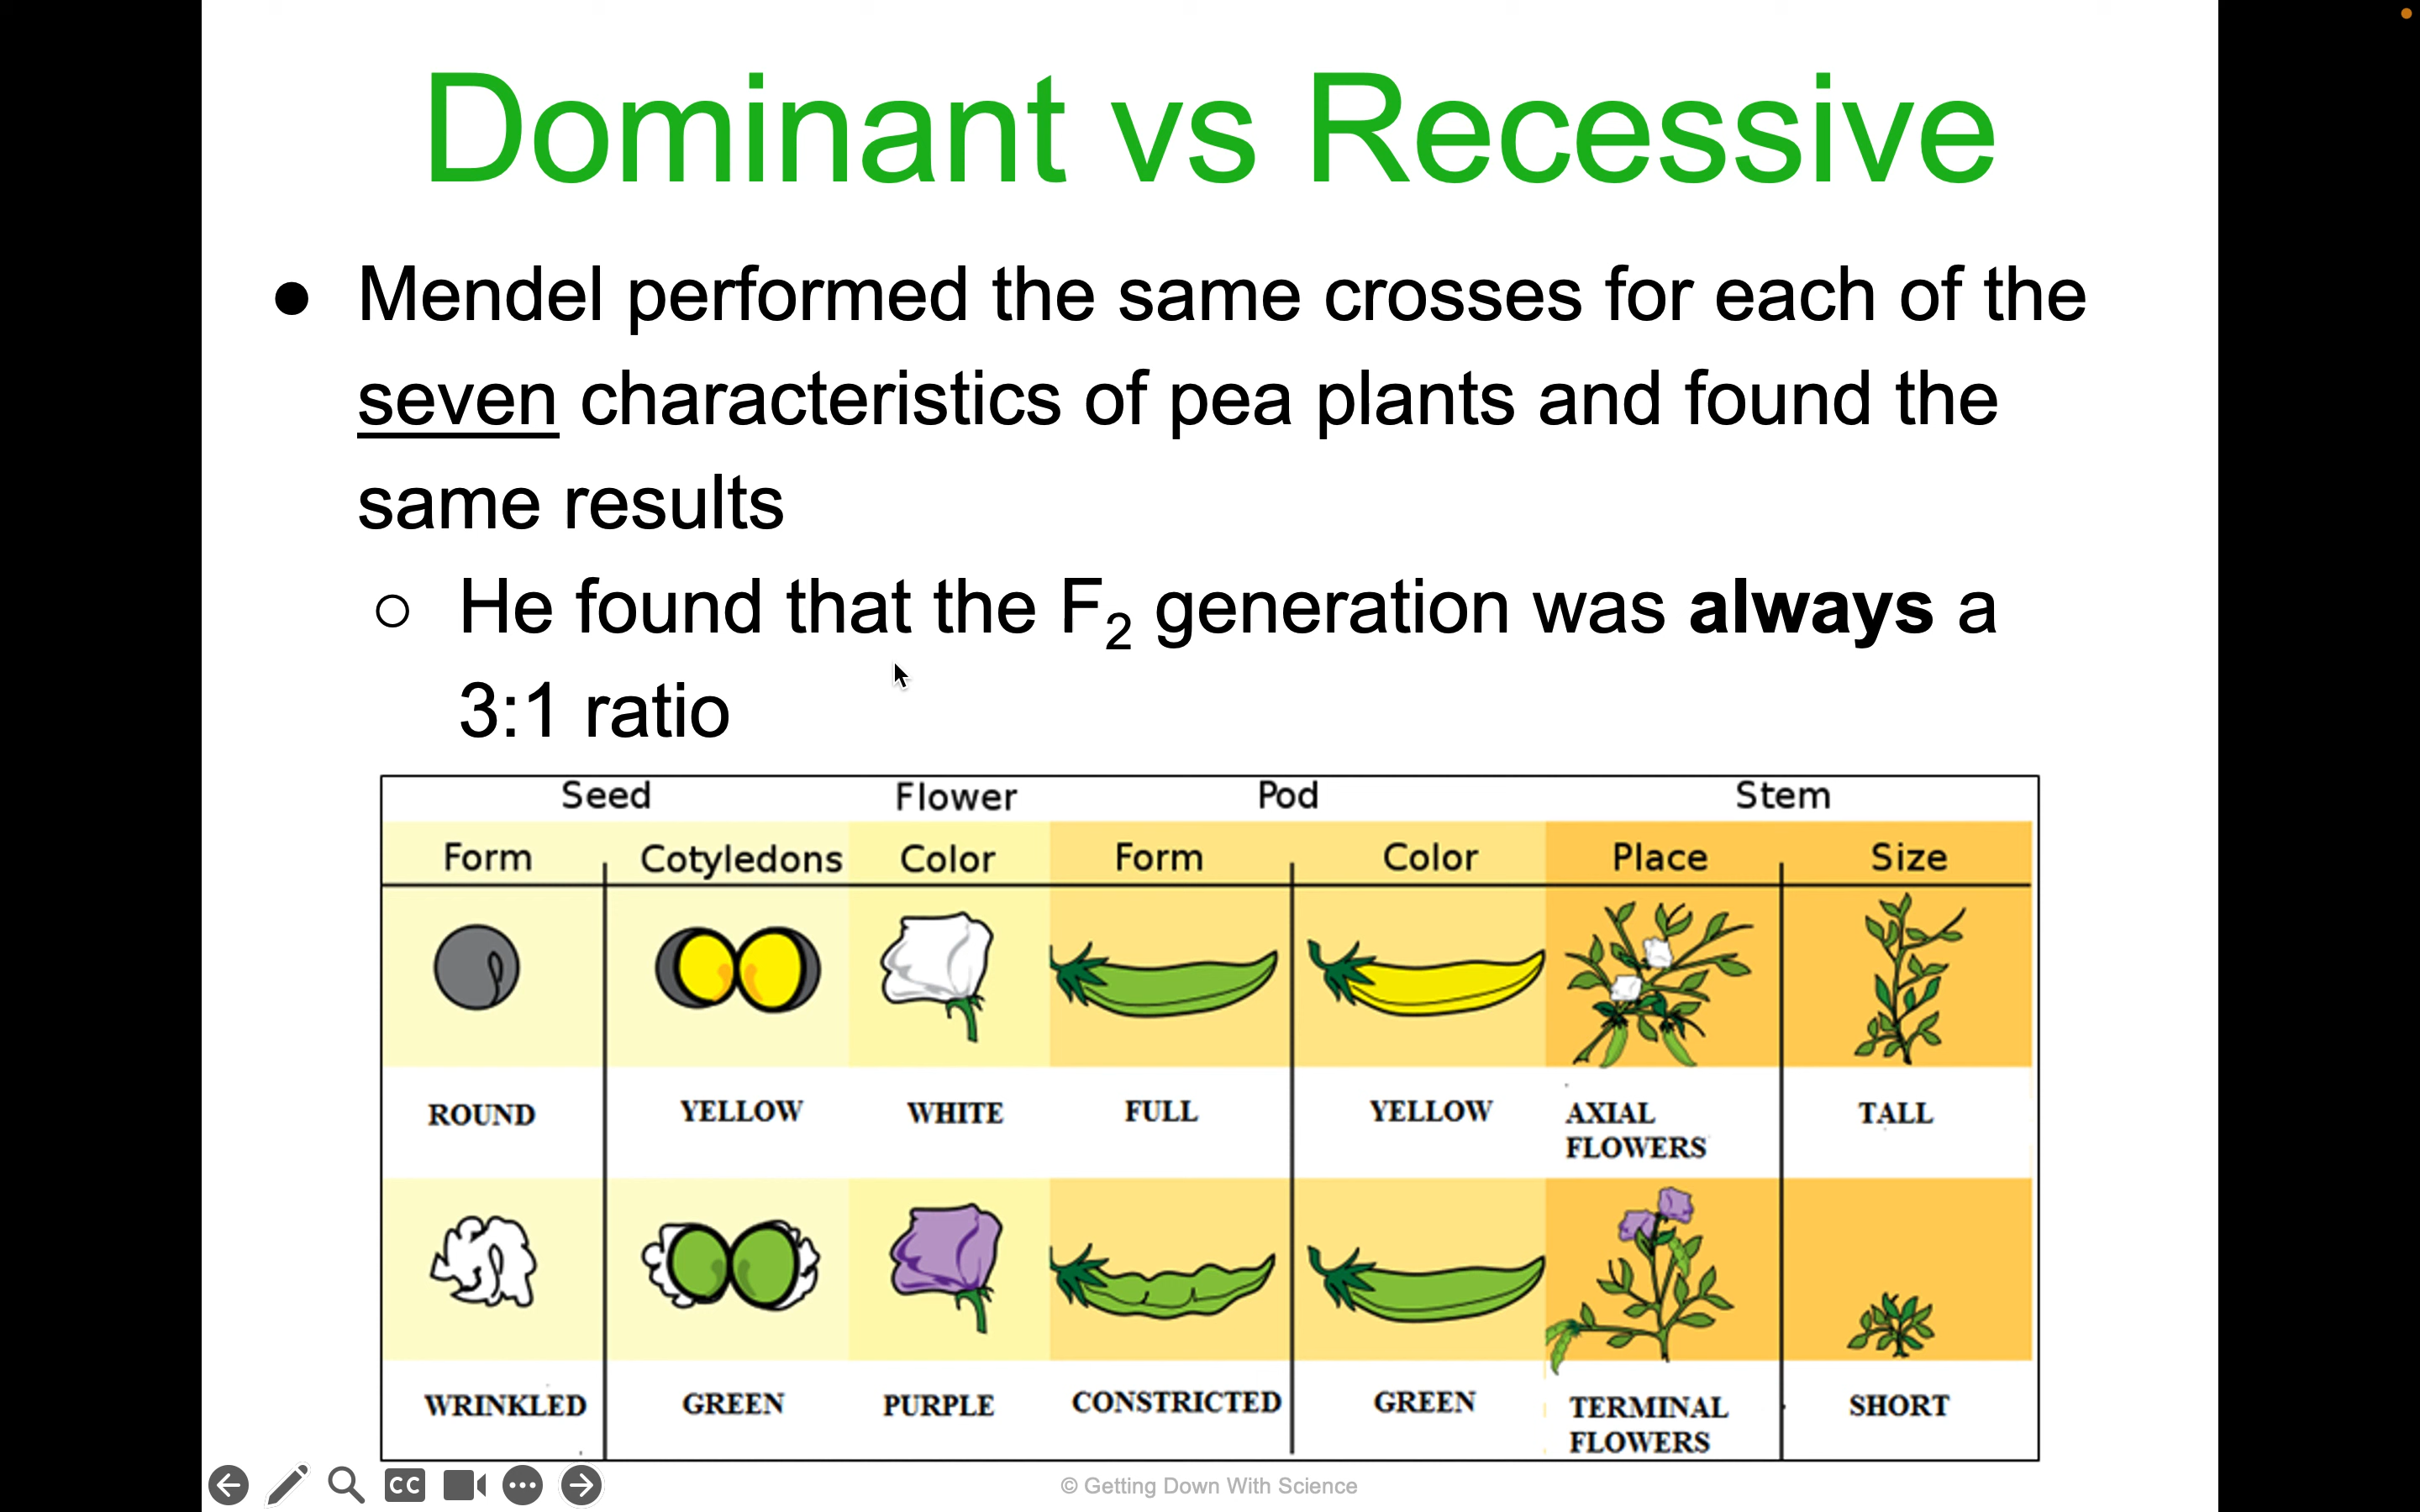 Dominant vs Recessive
● Mendel performed the same crosses for each of the
seven characteristics of pea plants and found the
same results
○ He found that the F₂ generation was always a
3:1 ratio
Seed Flower Pod Stem
Form Cotyledons Color Form Color Place Size
ROUND YELLOW WHITE FULL YELLOW AXIAL FLOWERS TALL
WRINKLED GREEN PURPLE CONSTRICTED GREEN TERMINAL FLOWERS SHORT
CC
© Getting Down With Science